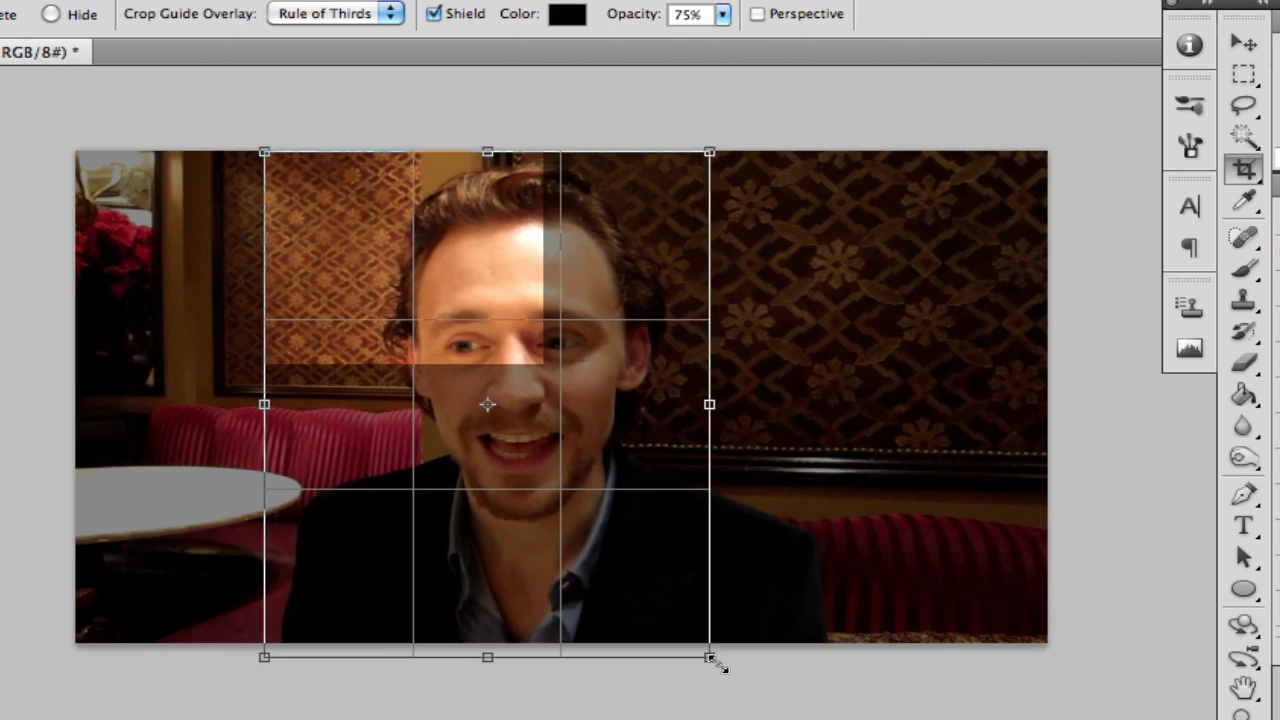 ete Hide Crop Guide Overlay: Rule of Thirds Shield Color: Opacity: 75% Perspective
RGB/8#) *